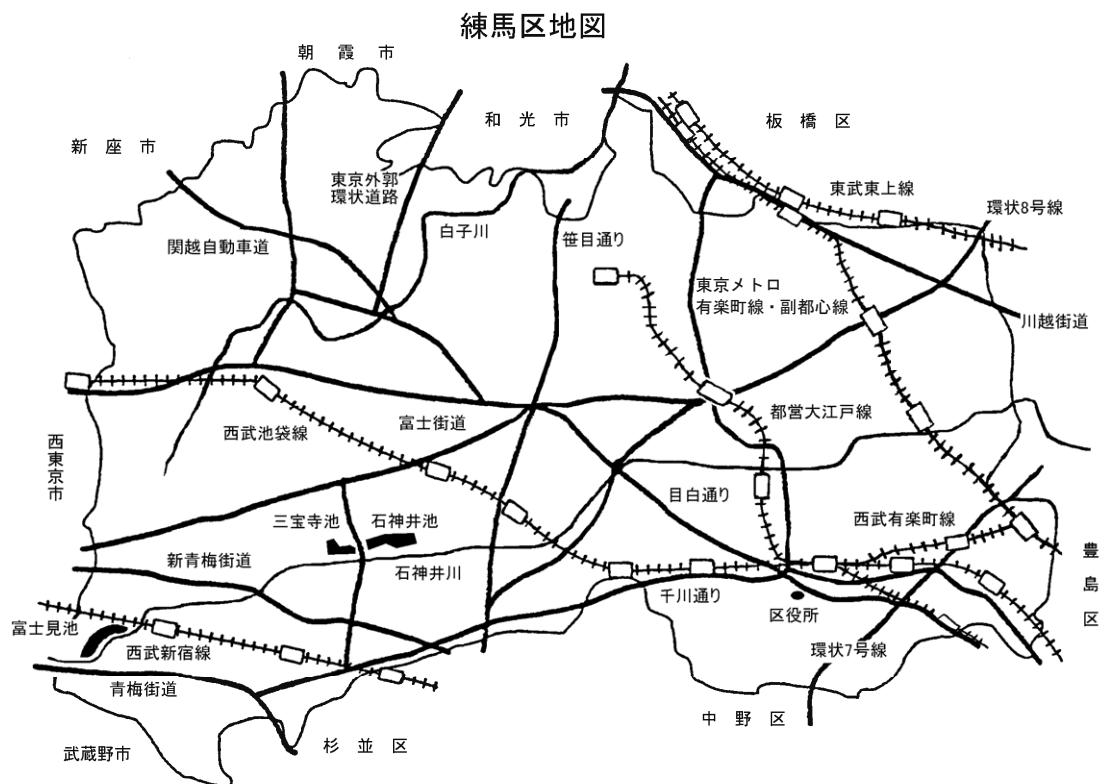 練馬区地図
朝霞市
和光市
板橋区
新座市
東京外郭
環状道路
東武東上線
環状8号線
白子川
笹目通り
関越自動車道
東京メトロ
有楽町線・副都心線
川越街道
富士街道
都営大江戸線
西武池袋線
西東京市
目白通り
三宝寺池
石神井池
西武有楽町線
新青梅街道
石神井川
豊島区
千川通り
区役所
富士見池
西武新宿線
環状7号線
青梅街道
中野区
杉並区
武蔵野市